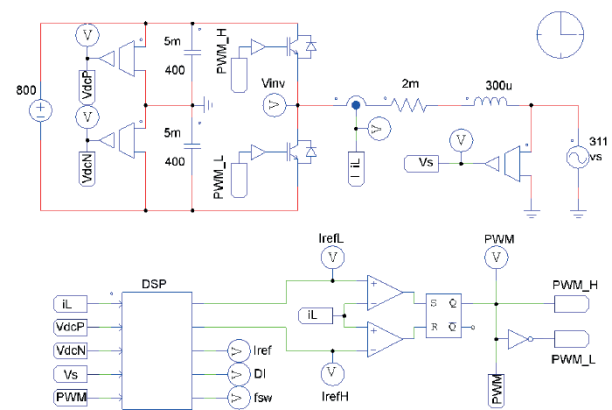 V
5m
400
PWM_H
VdcP
800
V
Vinv
V
2m
300u
5m
400
VdcN
PWM_L
V
I_iL
V
Vs
311
vs
IrefL
V
PWM
V
DSP
PWM_H
iL
VdcP
iL
S Q
R Q
VdcN
V Iref
Vs
V DI
V
PWM_L
PWM
V fsw
IrefH
PWM